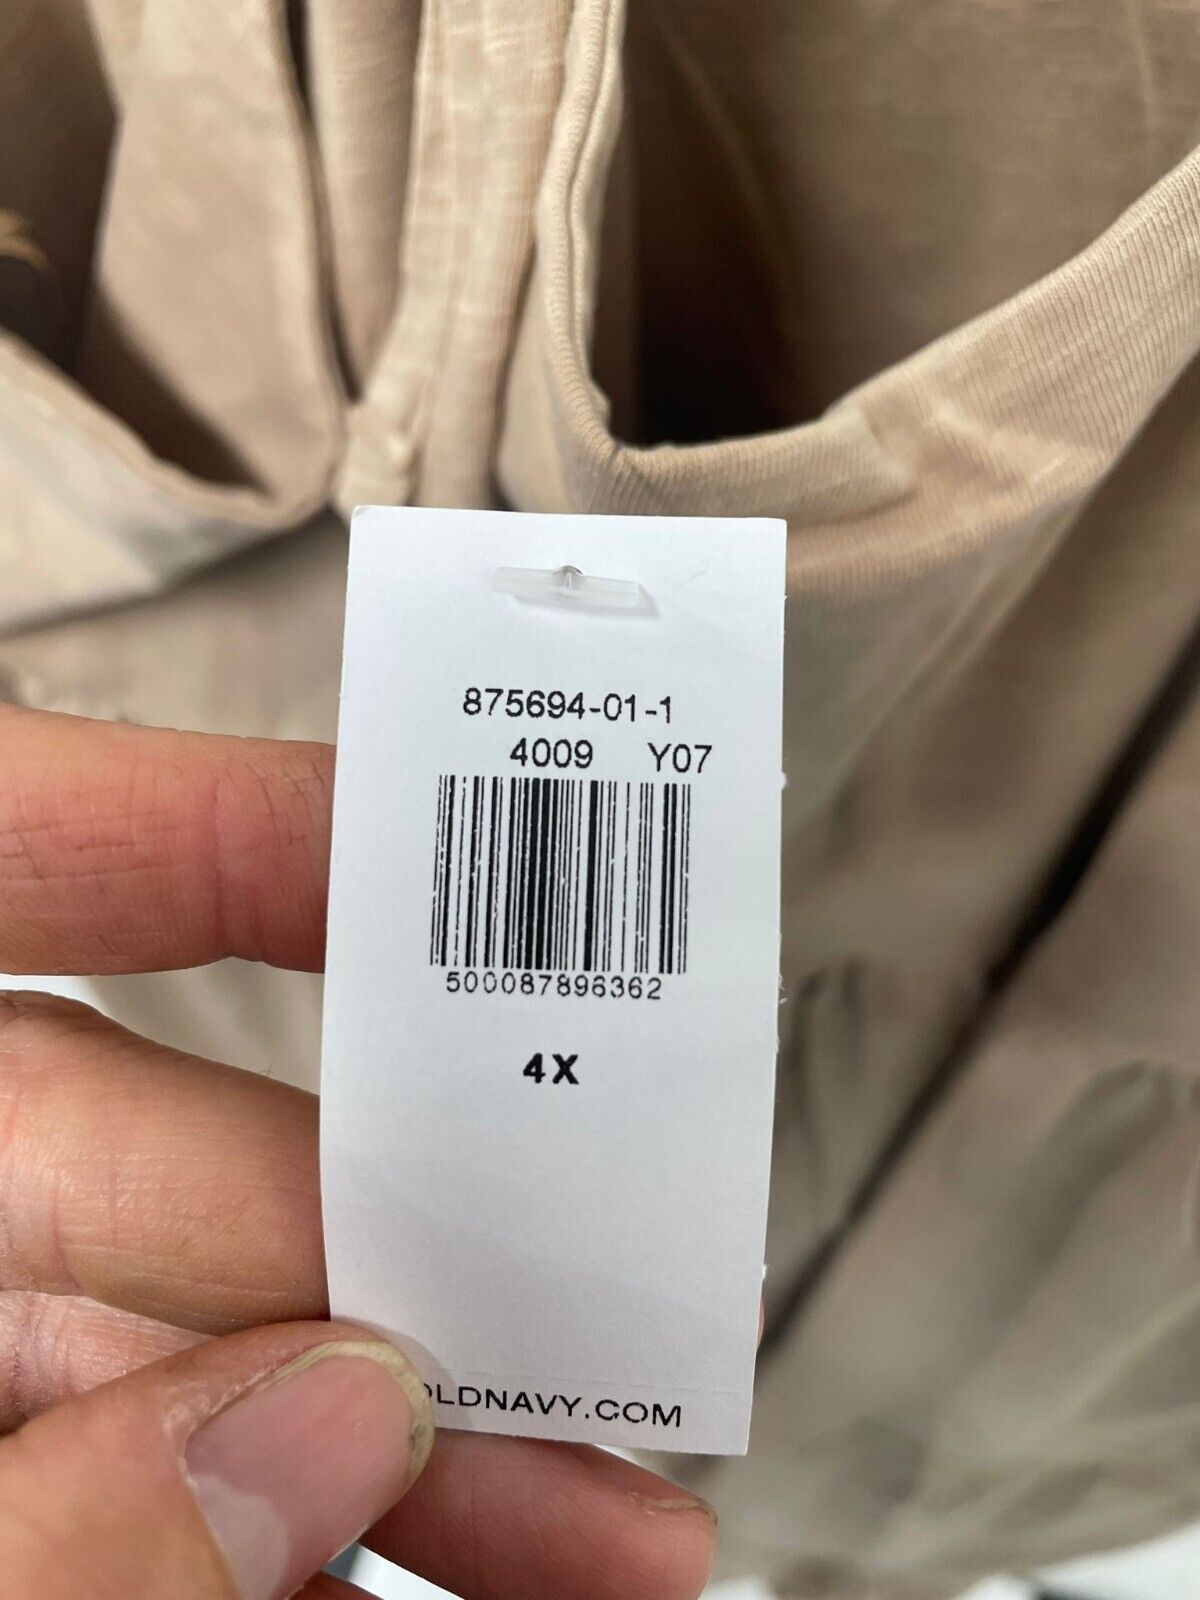 875694-01-1
4009 Y07
500087896362
4X
OLDNAVY.COM